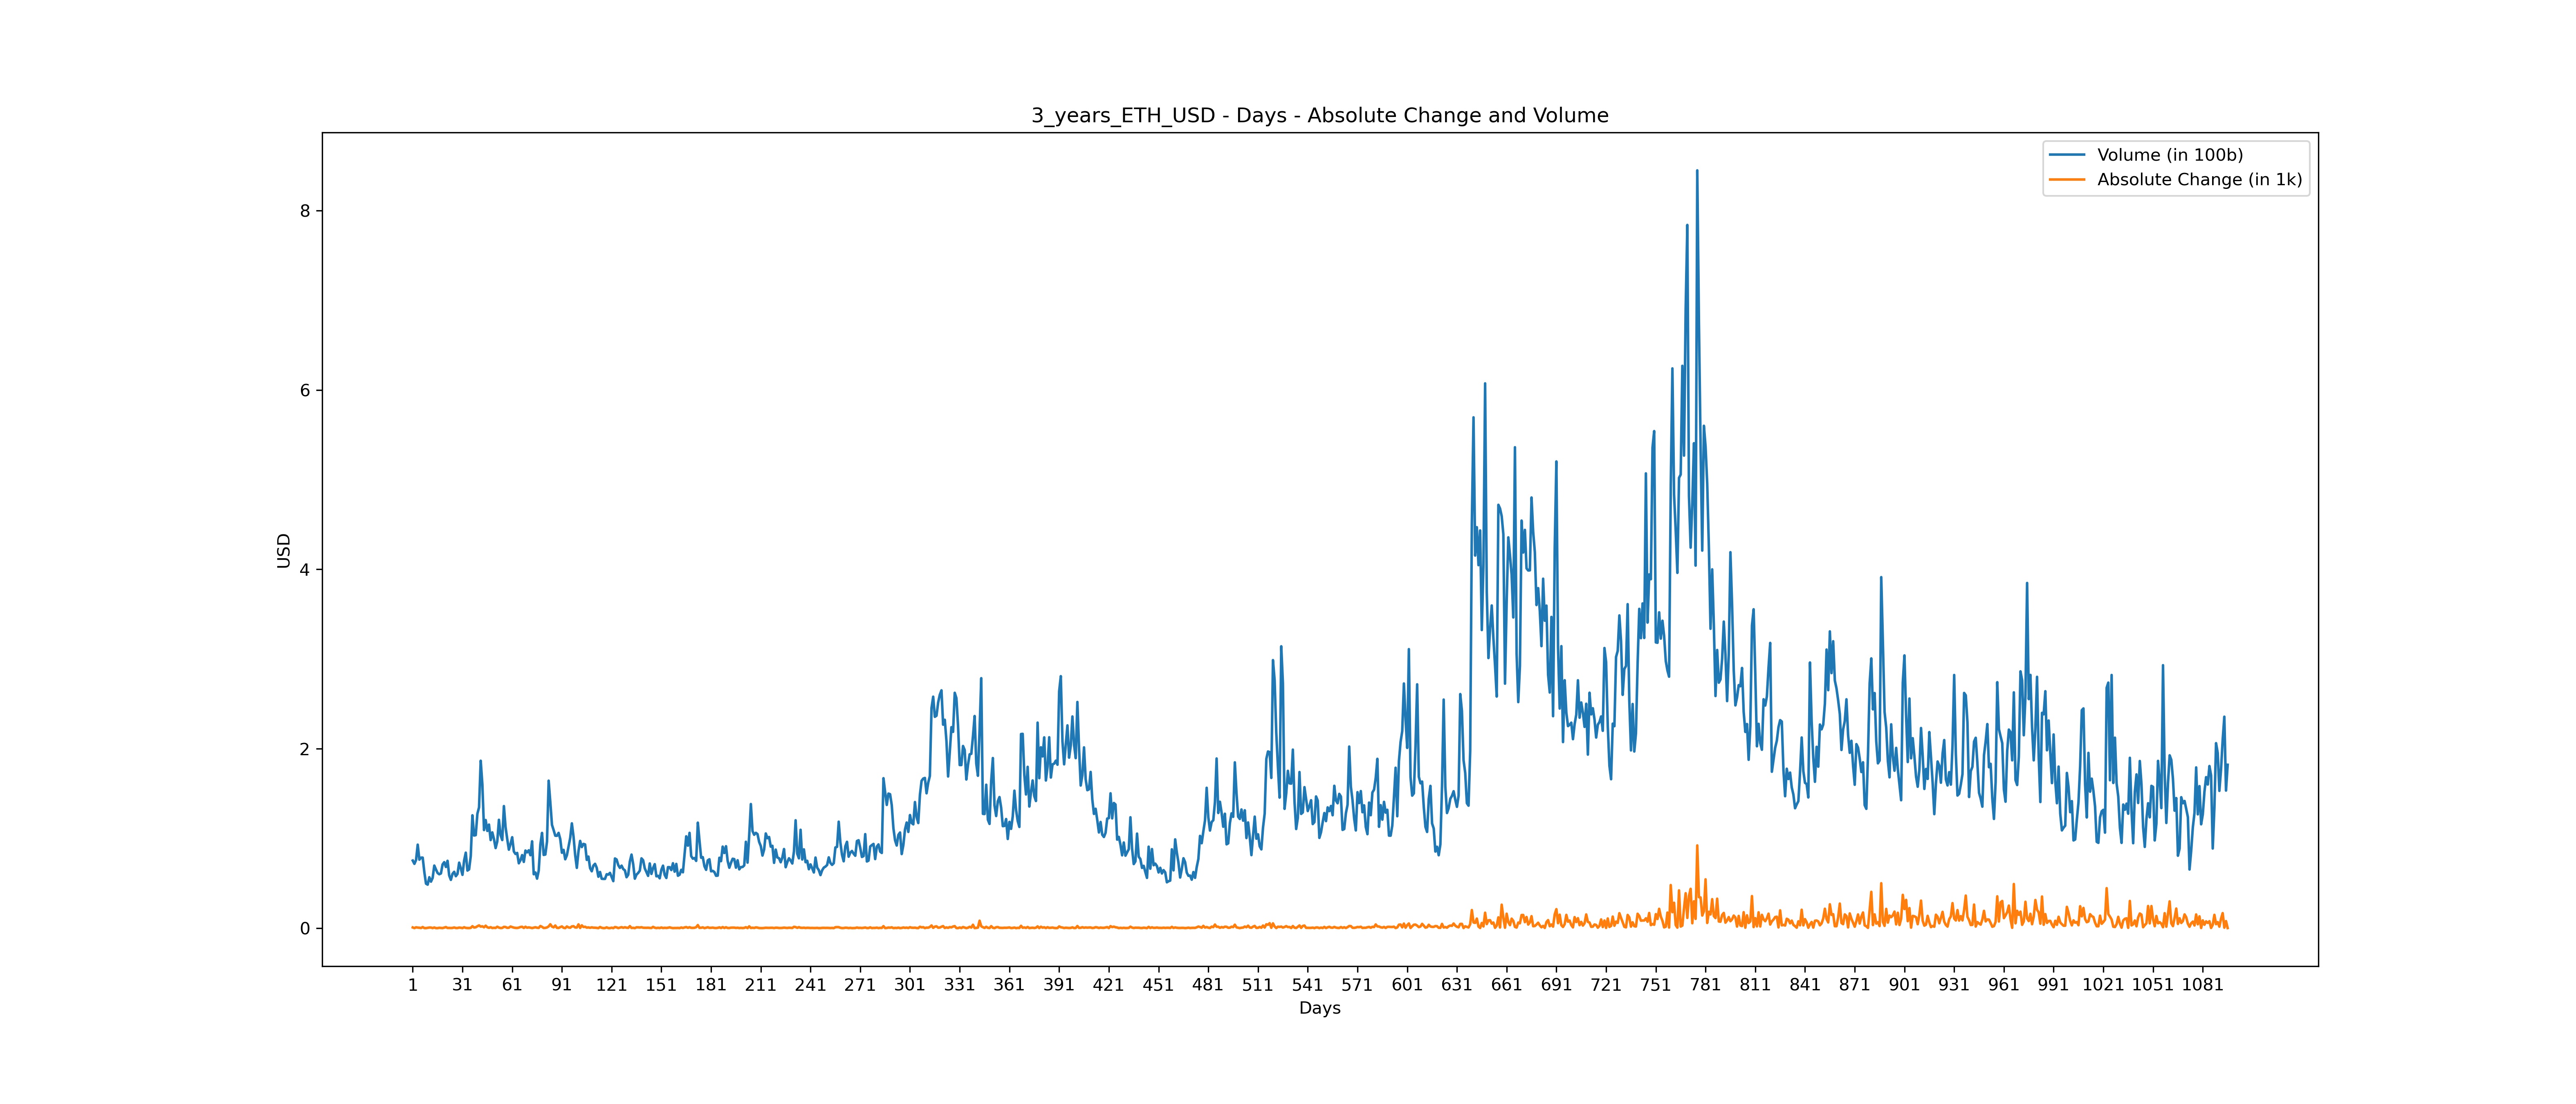 3_years_ETH_USD - Days - Absolute Change and Volume
Volume (in 100b)
Absolute Change (in 1k)
8
6
4
2
0
USD
1 31 61 91 121 151 181 211 241 271 301 331 361 391 421 451 481 511 541 571 601 631 661 691 721 751 781 811 841 871 901 931 961 991 1021 1051 1081
Days